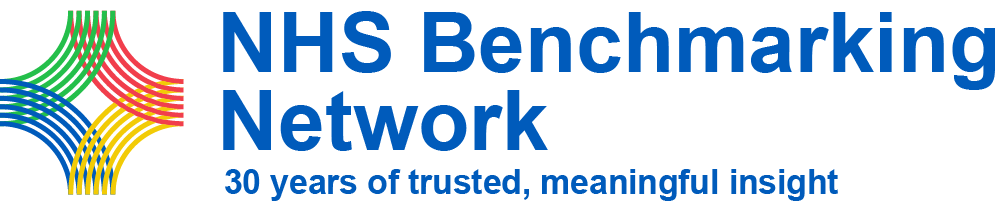 NHS Benchmarking
Network
30 years of trusted, meaningful insight